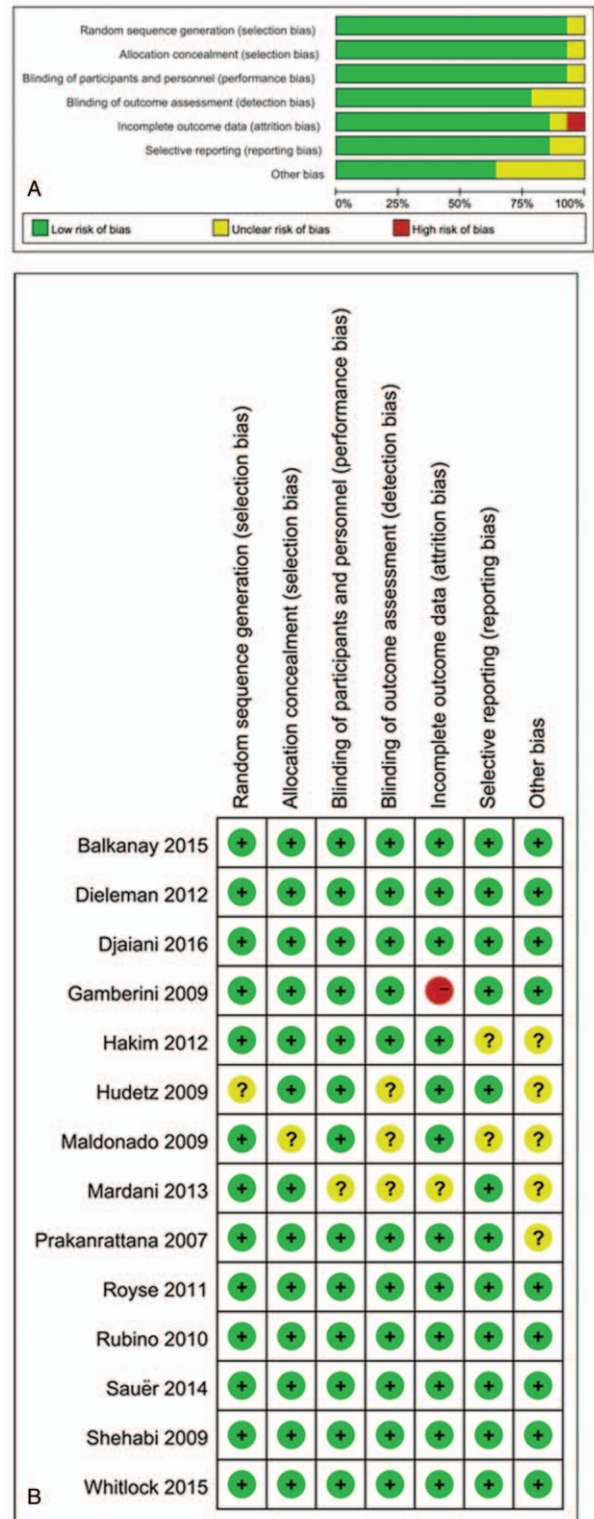 Random sequence generation (selection bias)
Allocation concealment (selection bias)
Blinding of participants and personnel (performance bias)
Blinding of outcome assessment (detection bias)
Incomplete outcome data (attrition bias)
Selective reporting (reporting bias)
Other bias
A
0% 25% 50% 75% 100%
Low risk of bias Unclear risk of bias High risk of bias
Random sequence generation (selection bias)
Allocation concealment (selection bias)
Blinding of participants and personnel (performance bias)
Blinding of outcome assessment (detection bias)
Incomplete outcome data (attrition bias)
Selective reporting (reporting bias)
Other bias
Balkanay 2015 + + + + + + +
Dieleman 2012 + + + + + + +
Djaiani 2016 + + + + + + +
Gamberini 2009 + + + + - + +
Hakim 2012 + + + + + ? ?
Hudetz 2009 ? + + ? + + ?
Maldonado 2009 + ? + ? + ? ?
Mardani 2013 + + ? ? ? + ?
Prakanrattana 2007 + + + + + + ?
Royse 2011 + + + + + + +
Rubino 2010 + + + + + + +
Sauër 2014 + + + + + + +
Shehabi 2009 + + + + + + +
Whitlock 2015 + + + + + + +
B